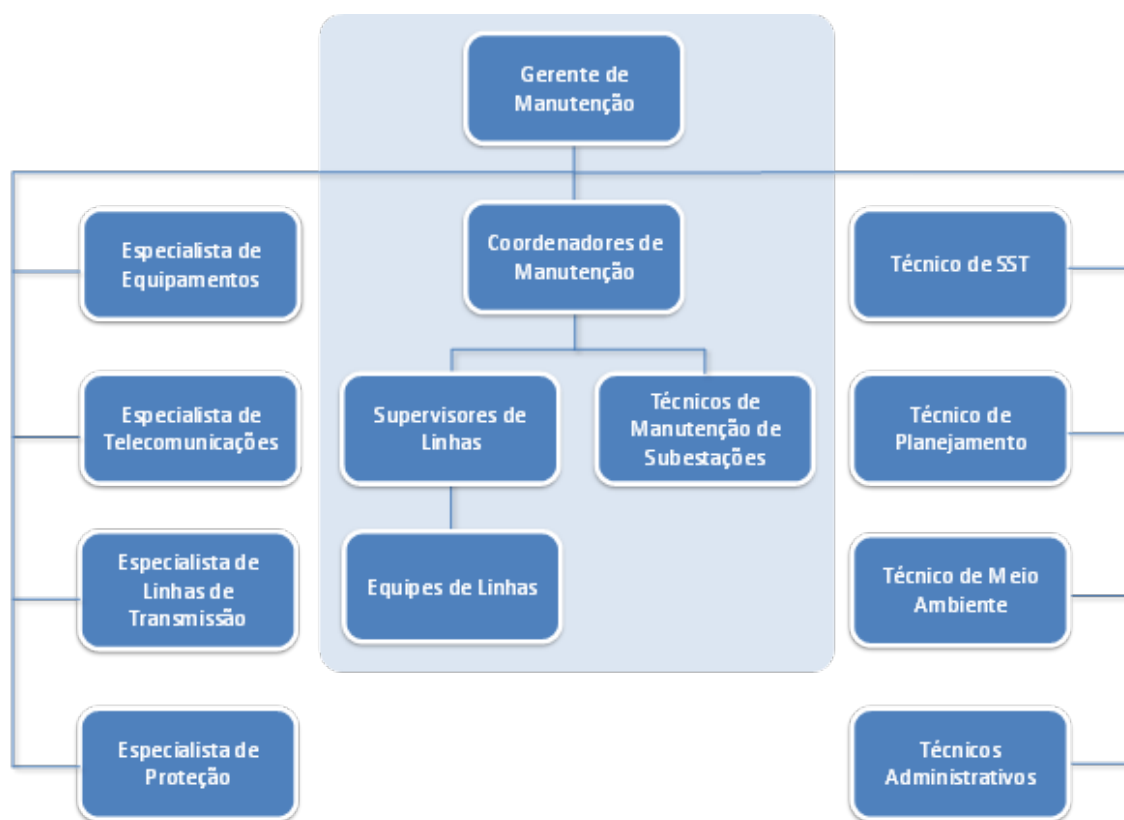 Gerente de
Manutenção
Especialista de
Equipamentos
Coordenadores de
Manutenção
Técnico de SST
Especialista de
Telecomunicações
Supervisores de
Linhas
Técnicos de
Manutenção de
Subestações
Técnico de
Planejamento
Especialista de
Linhas de
Transmissão
Equipes de Linhas
Técnico de Meio
Ambiente
Especialista de
Proteção
Técnicos
Administrativos